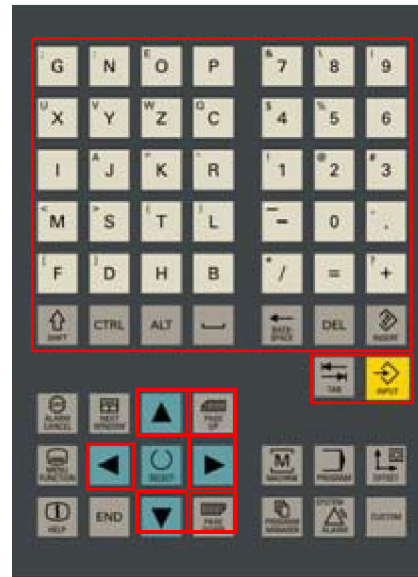 ; G : N E O P & 7 \ 8 | 9
U X V Y W Z Q C $ 4 % 5 6
I A J " K ` R ! 1 @ 2 # 3
< M > S ( T ) L _ - 0 .
[ F ] D H B * / = ? +
SHIFT CTRL ALT BACK SPACE DEL INSERT
TAB INPUT
ALARM CANCEL NEXT WINDOW PAGE UP
MENU FUNCTION SELECT M MACHINE PROGRAM OFFSET
HELP END PAGE PROGRAM MANAGER SYSTEM ALARM CUSTOM